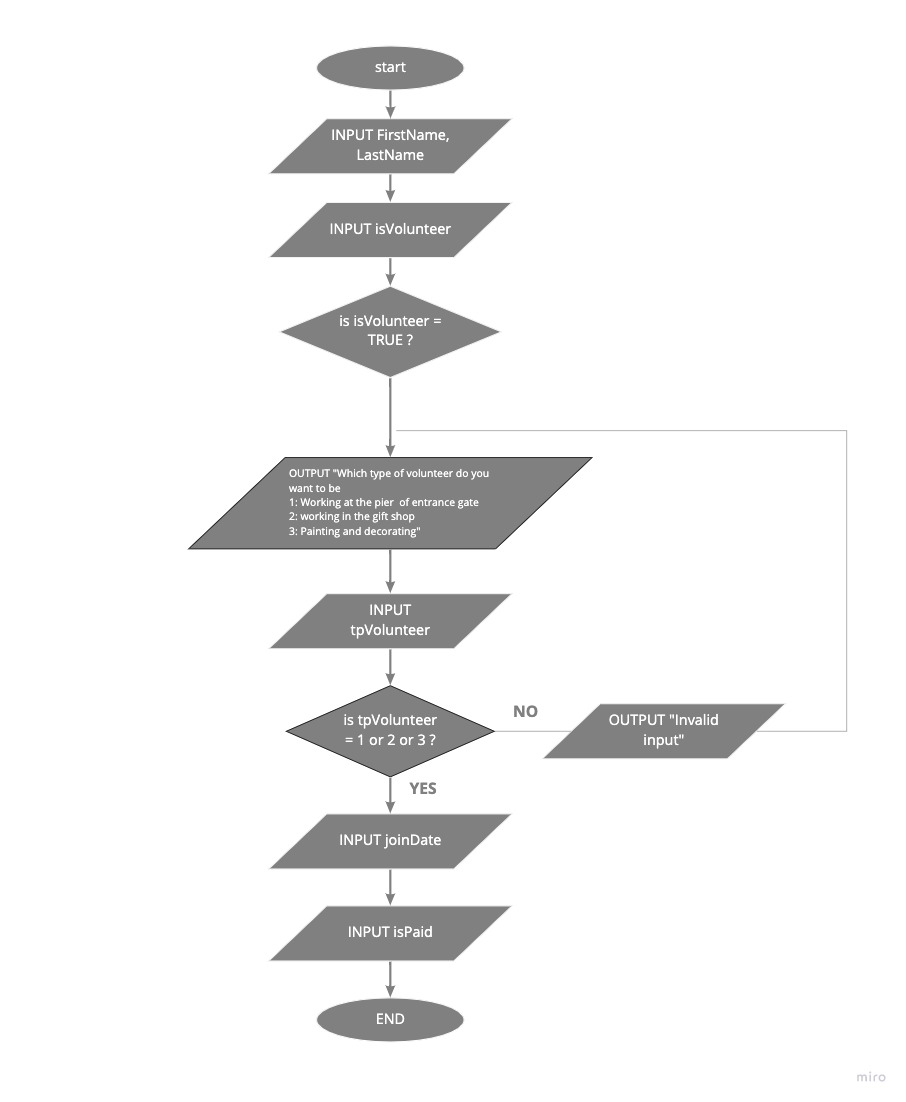 start
INPUT FirstName,
LastName
INPUT isVolunteer
is isVolunteer =
TRUE ?
OUTPUT "Which type of volunteer do you
want to be
1: Working at the pier  of entrance gate
2: working in the gift shop
3: Painting and decorating"
INPUT
tpVolunteer
is tpVolunteer
= 1 or 2 or 3 ?
NO
OUTPUT "Invalid
input"
YES
INPUT joinDate
INPUT isPaid
END
miro